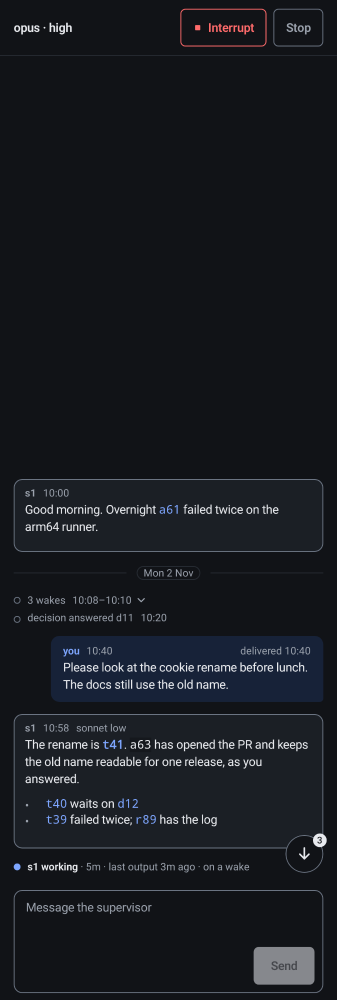 opus · high
Interrupt
Stop
s1 10:00
Good morning. Overnight a61 failed twice on the
arm64 runner.
Mon 2 Nov
3 wakes 10:08–10:10
decision answered d11 10:20
you 10:40 delivered 10:40
Please look at the cookie rename before lunch.
The docs still use the old name.
s1 10:58 sonnet low
The rename is t41. a63 has opened the PR and keeps
the old name readable for one release, as you
answered.
• t40 waits on d12
• t39 failed twice; r89 has the log
3
s1 working · 5m · last output 3m ago · on a wake
Message the supervisor
Send